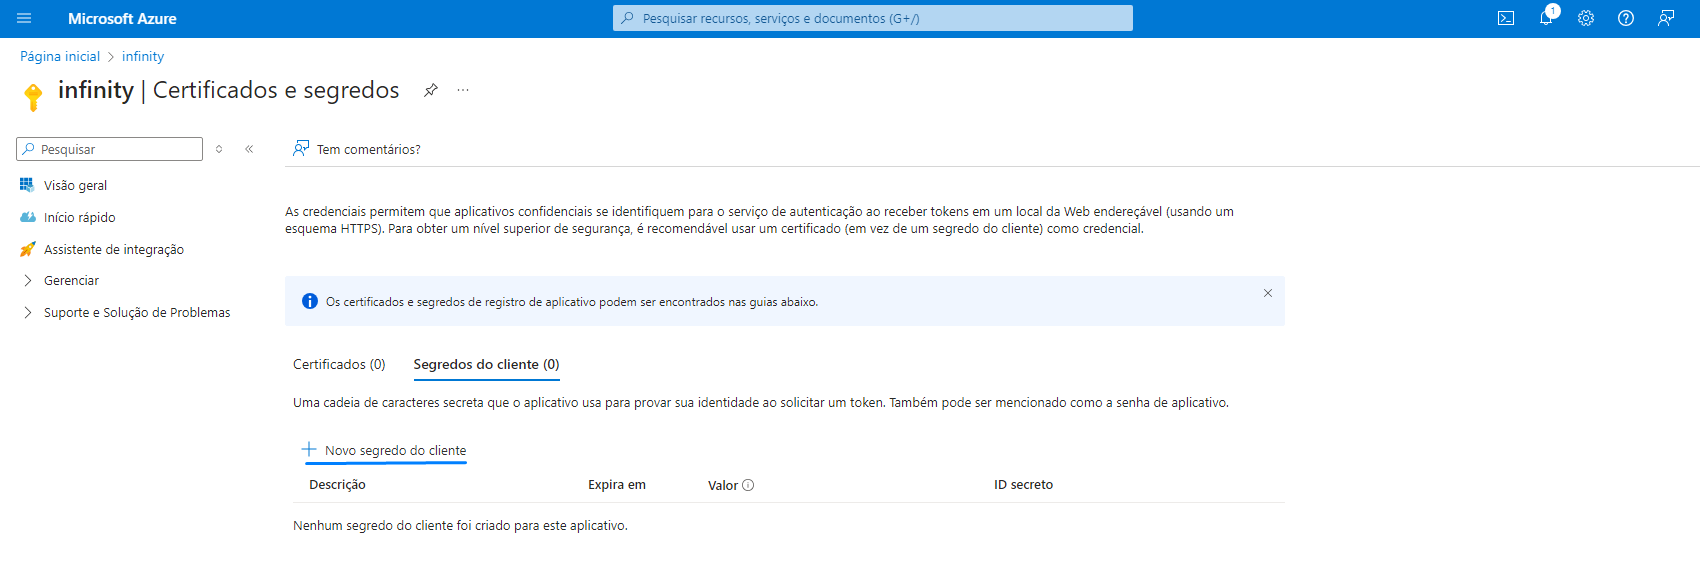 Microsoft Azure
Pesquisar recursos, serviços e documentos (G+/)
1
Página inicial > infinity
infinity | Certificados e segredos ...
Pesquisar
Tem comentários?
Visão geral
Início rápido
Assistente de integração
Gerenciar
Suporte e Solução de Problemas
As credenciais permitem que aplicativos confidenciais se identifiquem para o serviço de autenticação ao receber tokens em um local da Web endereçável (usando um
esquema HTTPS). Para obter um nível superior de segurança, é recomendável usar um certificado (em vez de um segredo do cliente) como credencial.
Os certificados e segredos de registro de aplicativo podem ser encontrados nas guias abaixo.
Certificados (0) Segredos do cliente (0)
Uma cadeia de caracteres secreta que o aplicativo usa para provar sua identidade ao solicitar um token. Também pode ser mencionado como a senha de aplicativo.
Novo segredo do cliente
Descrição Expira em Valor ID secreto
Nenhum segredo do cliente foi criado para este aplicativo.